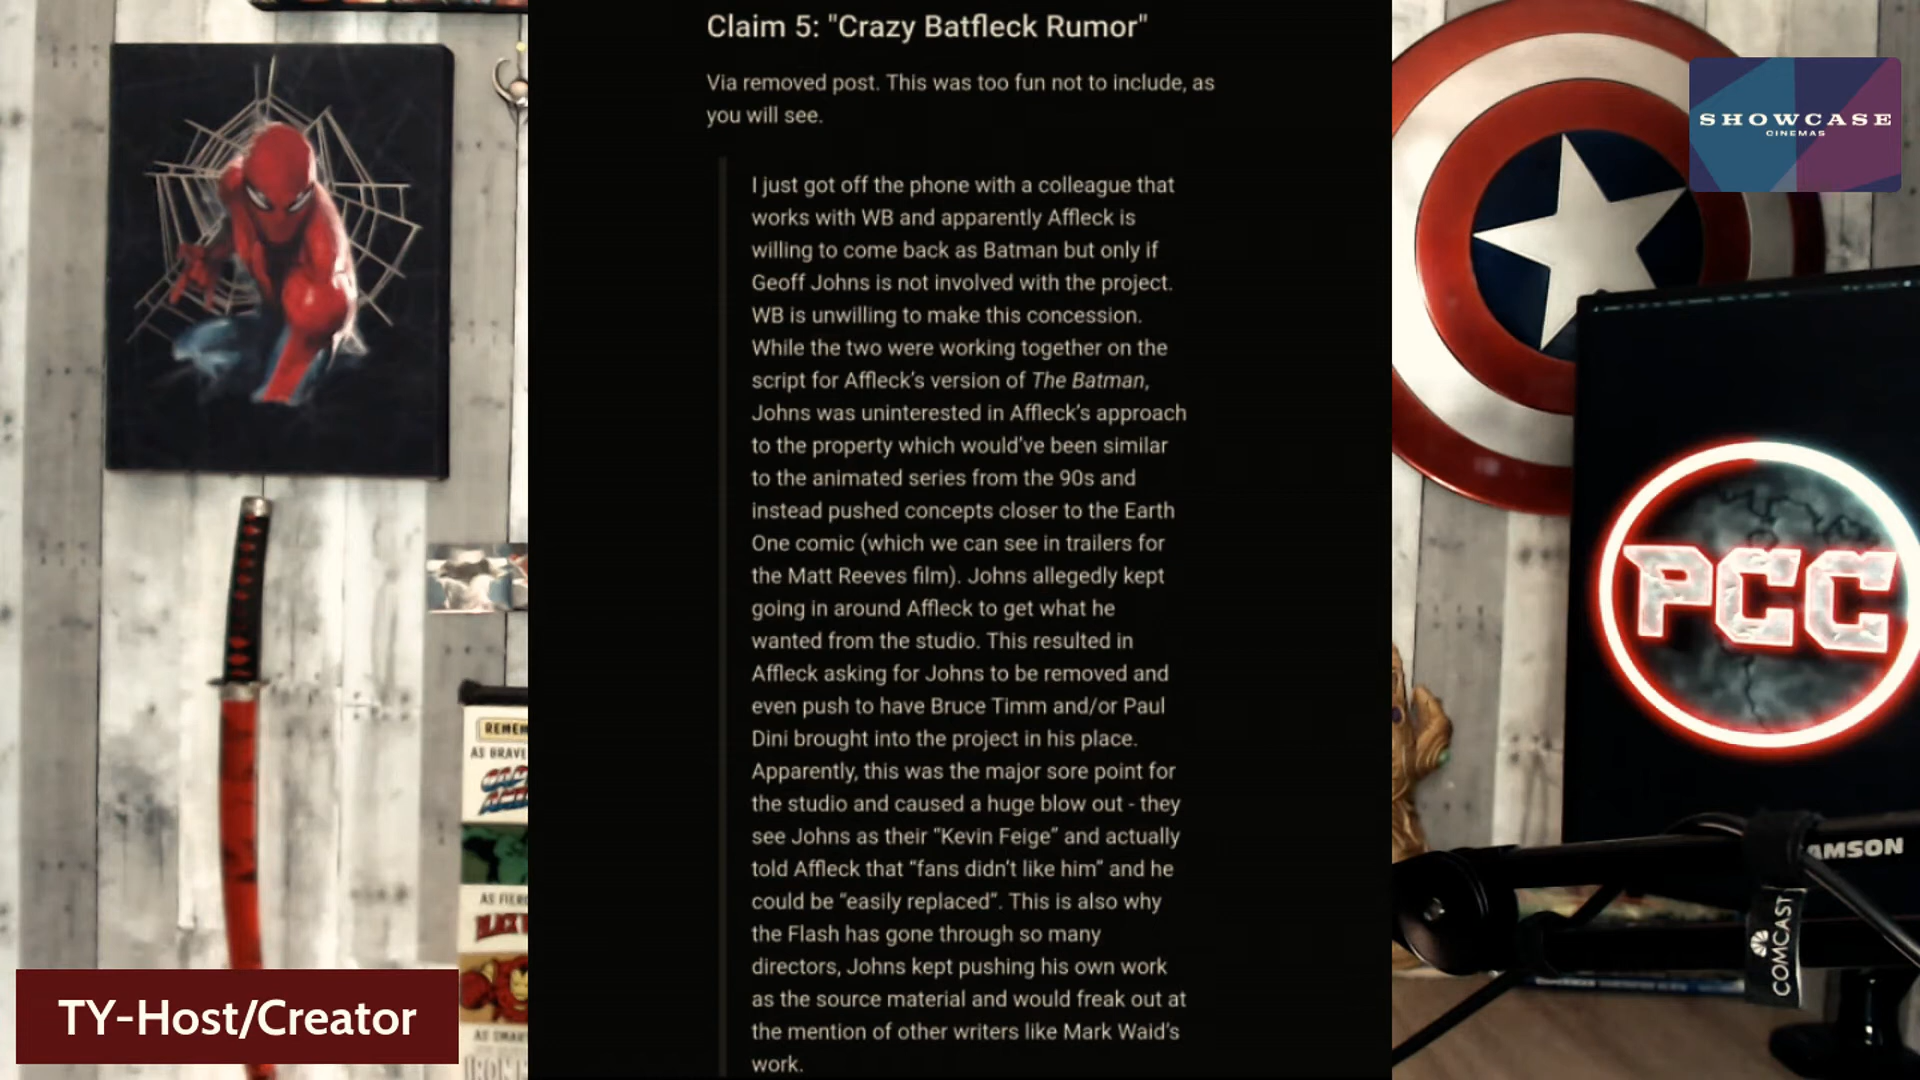 Claim 5: "Crazy Batfleck Rumor"
Via removed post. This was too fun not to include, as
you will see.
I just got off the phone with a colleague that
works with WB and apparently Affleck is
willing to come back as Batman but only if
Geoff Johns is not involved with the project.
WB is unwilling to make this concession.
While the two were working together on the
script for Affleck’s version of The Batman,
Johns was uninterested in Affleck’s approach
to the property which would’ve been similar
to the animated series from the 90s and
instead pushed concepts closer to the Earth
One comic (which we can see in trailers for
the Matt Reeves film). Johns allegedly kept
going in around Affleck to get what he
wanted from the studio. This resulted in
Affleck asking for Johns to be removed and
even push to have Bruce Timm and/or Paul
Dini brought into the project in his place.
Apparently, this was the major sore point for
the studio and caused a huge blow out - they
see Johns as their “Kevin Feige” and actually
told Affleck that “fans didn’t like him” and he
could be “easily replaced”. This is also why
the Flash has gone through so many
directors, Johns kept pushing his own work
as the source material and would freak out at
the mention of other writers like Mark Waid’s
work.
SHOWCASE
CINEMAS
PCC
AMSON
COMCAST
REMEM
AS BRAVE
AS FIER
BLACK W
AS SMAR
IRON
TY-Host/Creator